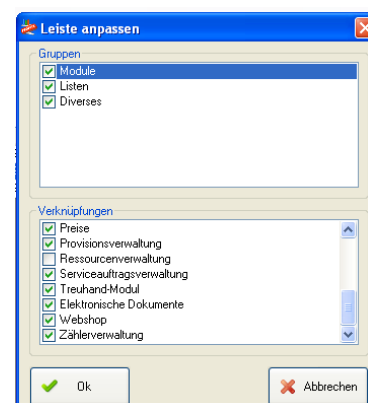 Leiste anpassen
Gruppen
Module
Listen
Diverses
Verknüpfungen
Preise
Provisionsverwaltung
Ressourcenverwaltung
Serviceauftragsverwaltung
Treuhand-Modul
Elektronische Dokumente
Webshop
Zählerverwaltung
Ok
Abbrechen